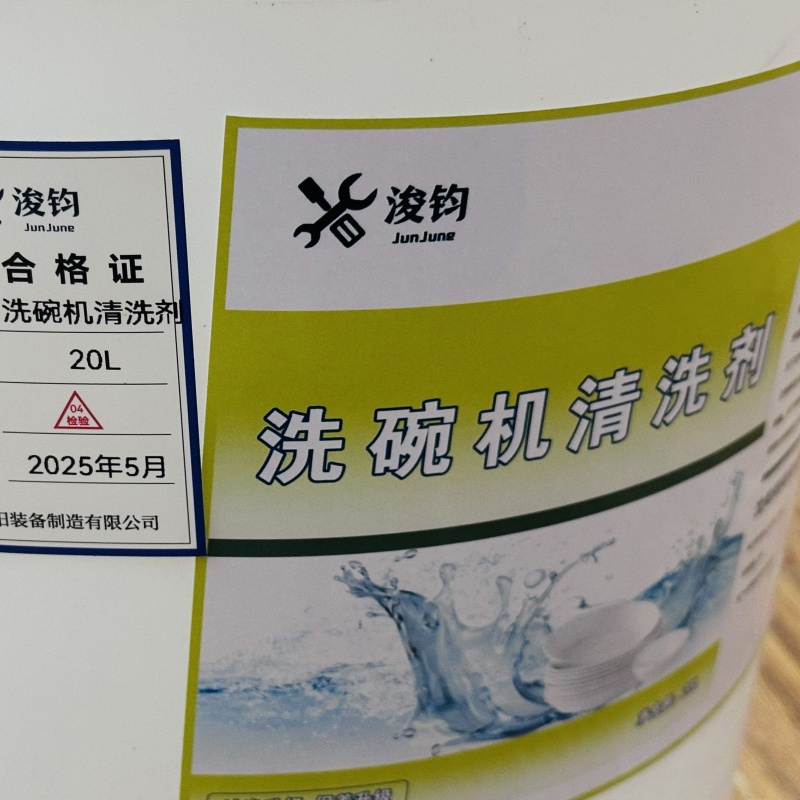 浚钧
JunJune
合格证
洗碗机清洗剂
20L
04
检验
2025年5月
阳装备制造有限公司
浚钧
JunJune
洗碗机清洗剂